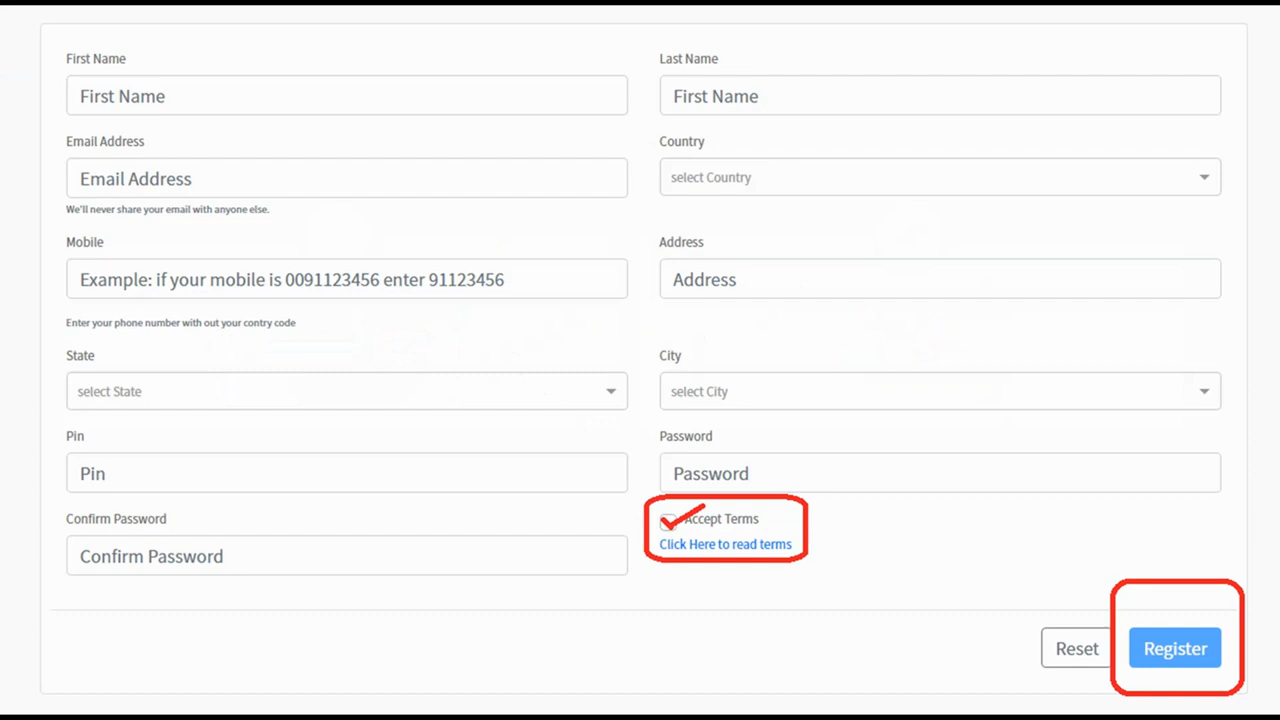 First Name
Last Name
First Name
First Name
Email Address
Country
Email Address
select Country
We'll never share your email with anyone else.
Mobile
Address
Example: if your mobile is 0091123456 enter 91123456
Address
Enter your phone number with out your contry code
State
City
select State
select City
Pin
Password
Pin
Password
Confirm Password
Accept Terms
Click Here to read terms
Confirm Password
Reset
Register